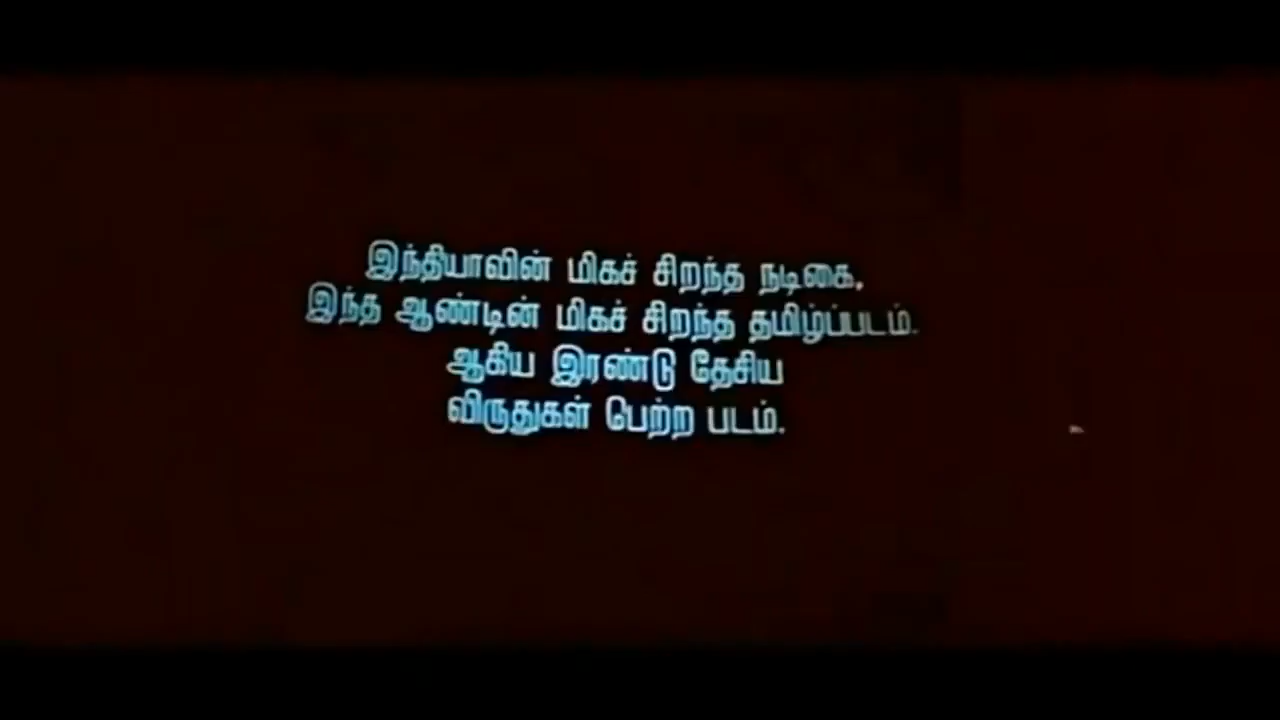 இந்தியாவின் மிகச் சிறந்த நடிகை,
இந்த ஆண்டின் மிகச் சிறந்த தமிழ்ப்படம்.
ஆகிய இரண்டு தேசிய
விருதுகள் பேற்ற படம்.